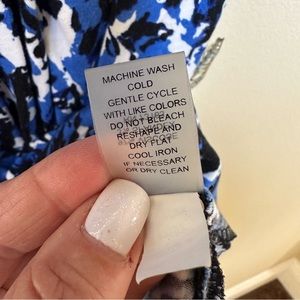 MACHINE WASH
COLD
GENTLE CYCLE
WITH LIKE COLORS
DO NOT BLEACH
RESHAPE AND
DRY FLAT
COOL IRON
IF NECESSARY
OR DRY CLEAN